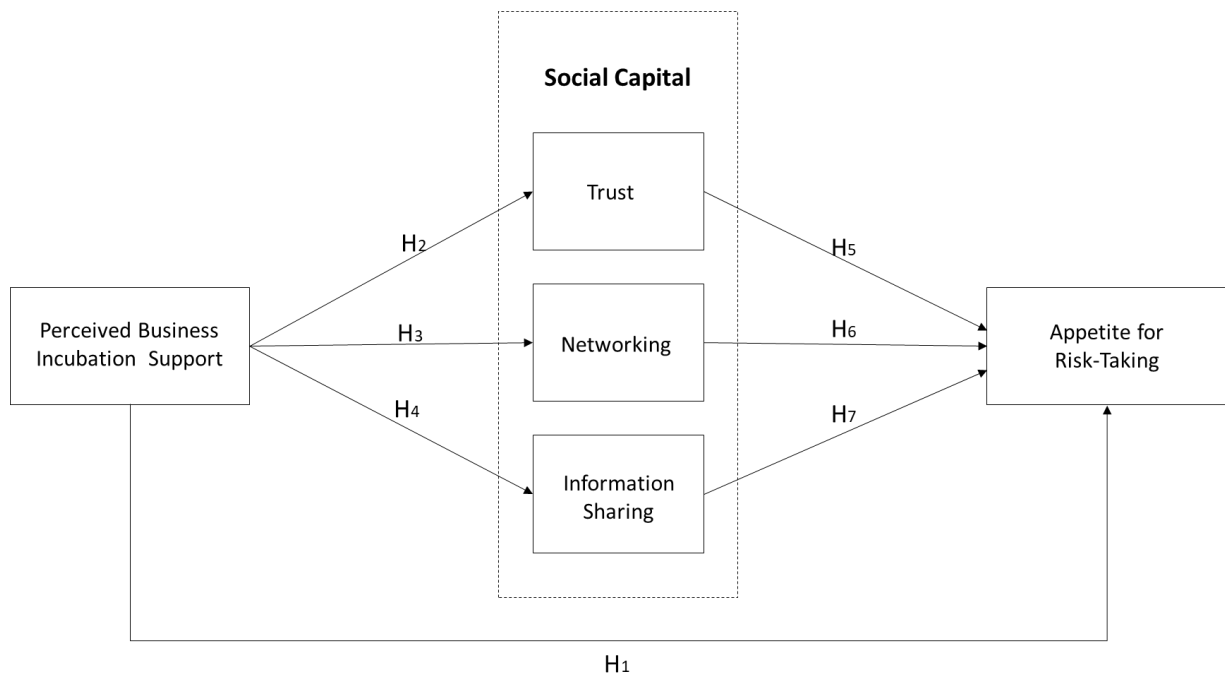 Social Capital
Trust
H2
H5
Perceived Business
Incubation Support
H3
Networking
H6
Appetite for
Risk-Taking
H4
H7
Information
Sharing
H1